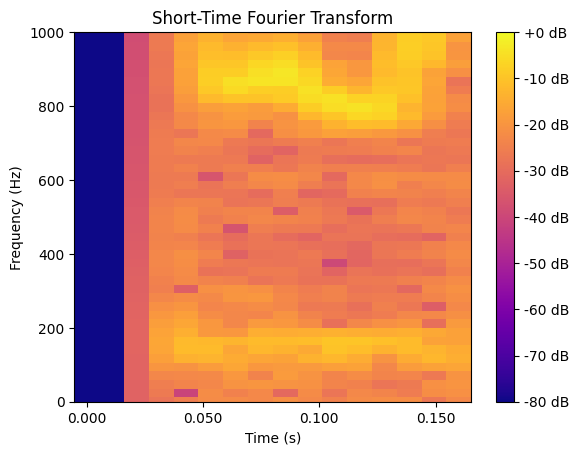 Short-Time Fourier Transform
1000
800
600
400
200
0
Frequency (Hz)
0.000
0.050
0.100
0.150
Time (s)
+0 dB
-10 dB
-20 dB
-30 dB
-40 dB
-50 dB
-60 dB
-70 dB
-80 dB